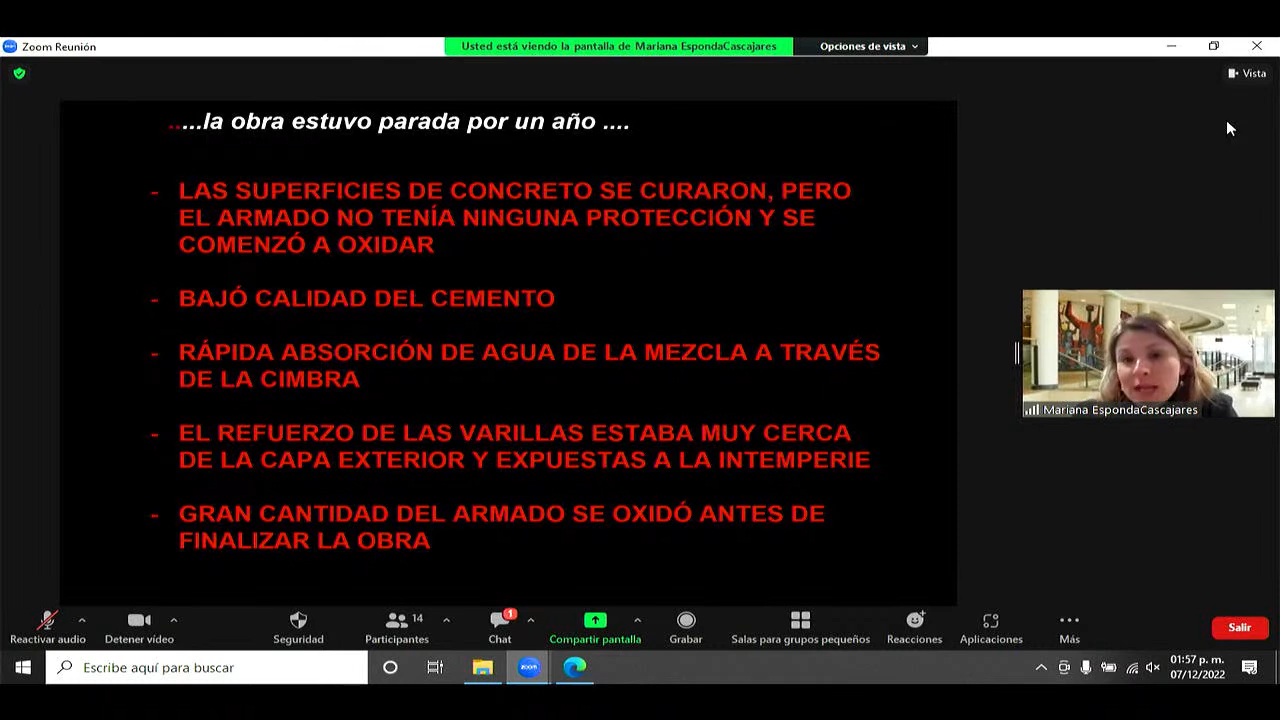 Zoom Reunión
Usted está viendo la pantalla de Mariana EspondaCascajares
Opciones de vista
Vista
.....la obra estuvo parada por un año ....
- LAS SUPERFICIES DE CONCRETO SE CURARON, PERO
EL ARMADO NO TENÍA NINGUNA PROTECCIÓN Y SE
COMENZÓ A OXIDAR
- BAJÓ CALIDAD DEL CEMENTO
- RÁPIDA ABSORCIÓN DE AGUA DE LA MEZCLA A TRAVÉS
DE LA CIMBRA
- EL REFUERZO DE LAS VARILLAS ESTABA MUY CERCA
DE LA CAPA EXTERIOR Y EXPUESTAS A LA INTEMPERIE
- GRAN CANTIDAD DEL ARMADO SE OXIDÓ ANTES DE
FINALIZAR LA OBRA
Mariana EspondaCascajares
14
1
Reactivar audio
Detener vídeo
Seguridad
Participantes
Chat
Compartir pantalla
Grabar
Salas para grupos pequeños
Reacciones
Aplicaciones
Más
Salir
Escribe aquí para buscar
zoom
01:57 p. m.
07/12/2022